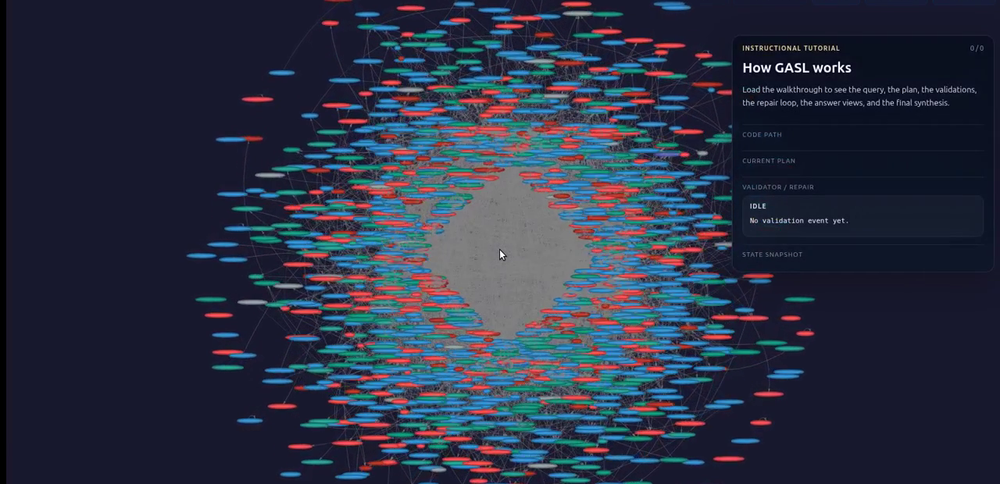 INSTRUCTIONAL TUTORIAL 0/0
How GASL works
Load the walkthrough to see the query, the plan, the validations,
the repair loop, the answer views, and the final synthesis.
CODE PATH
CURRENT PLAN
VALIDATOR / REPAIR
IDLE
No validation event yet.
STATE SNAPSHOT